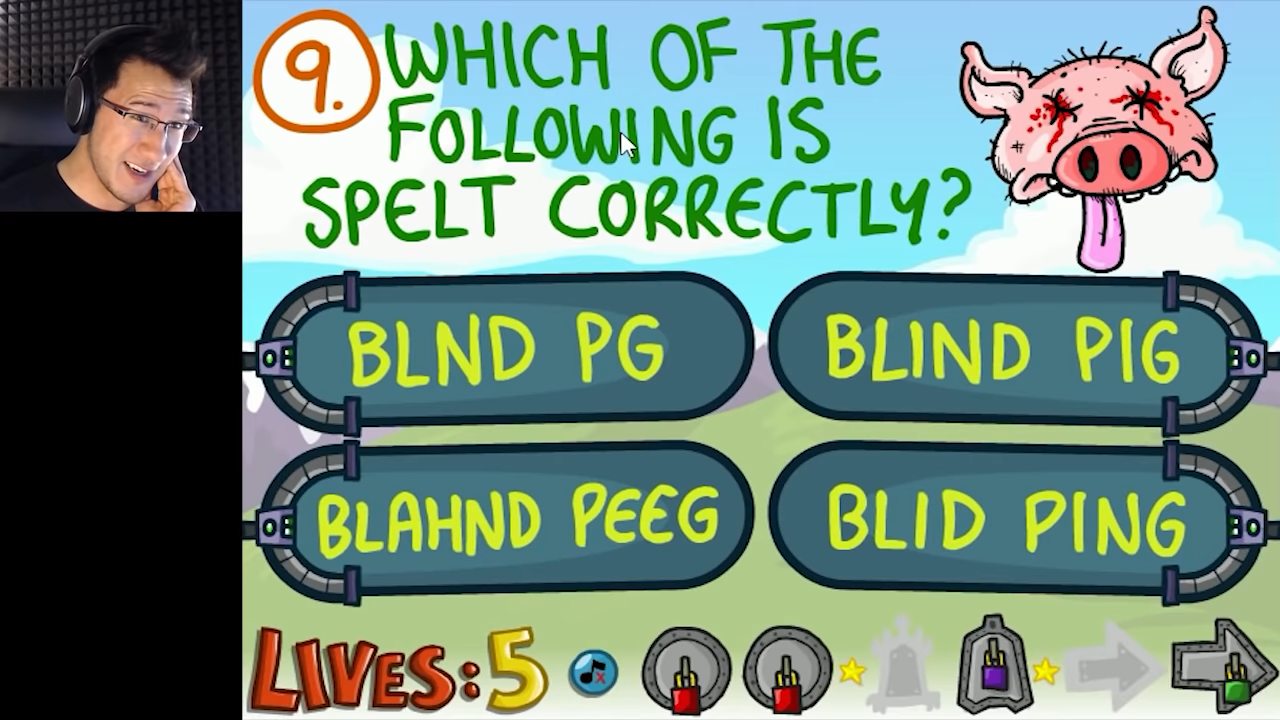 9. WHICH OF THE
FOLLOWING IS
SPELT CORRECTLY?
BLND PG
BLIND PIG
BLAHND PEEG
BLID PING
LIVES: 5